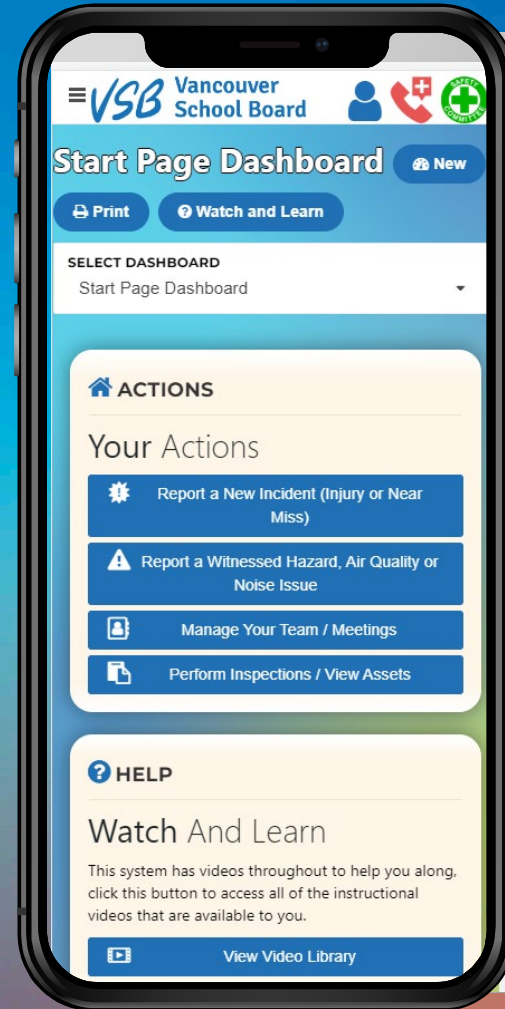 VSB Vancouver
School Board
SAFETY
COMMITTEE
Start Page Dashboard
New
Print
Watch and Learn
SELECT DASHBOARD
Start Page Dashboard
ACTIONS
Your Actions
Report a New Incident (Injury or Near
Miss)
Report a Witnessed Hazard, Air Quality or
Noise Issue
Manage Your Team / Meetings
Perform Inspections / View Assets
HELP
Watch And Learn
This system has videos throughout to help you along,
click this button to access all of the instructional
videos that are available to you.
View Video Library